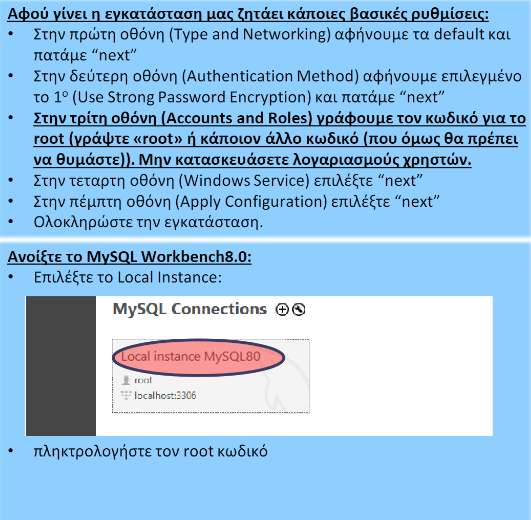 Αφού γίνει η εγκατάσταση μας ζητάει κάποιες βασικές ρυθμίσεις:
• Στην πρώτη οθόνη (Type and Networking) αφήνουμε τα default και
πατάμε “next”
• Στην δεύτερη οθόνη (Authentication Method) αφήνουμε επιλεγμένο
το 1ο (Use Strong Password Encryption) και πατάμε “next”
• Στην τρίτη οθόνη (Accounts and Roles) γράφουμε τον κωδικό για το
root (γράψτε «root» ή κάποιον άλλο κωδικό (που όμως θα πρέπει
να θυμάστε)). Μην κατασκευάσετε λογαριασμούς χρηστών.
• Στην τεταρτη οθόνη (Windows Service) επιλέξτε “next”
• Στην πέμπτη οθόνη (Apply Configuration) επιλέξτε “next”
• Ολοκληρώστε την εγκατάσταση.
Ανοίξτε το MySQL Workbench8.0:
• Επιλέξτε το Local Instance:
MySQL Connections
Local instance MySQL80
root
localhost:3306
• πληκτρολογήστε τον root κωδικό